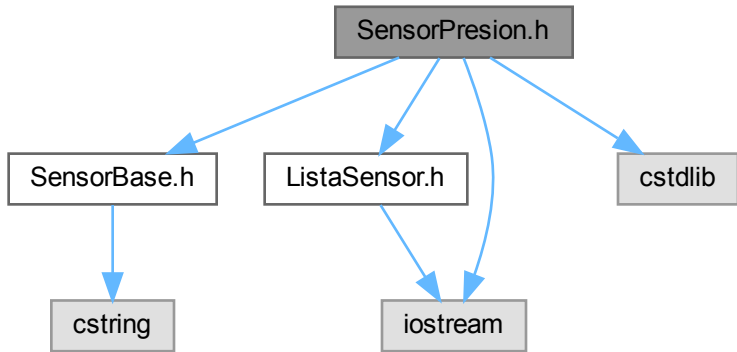 SensorPresion.h
SensorBase.h
ListaSensor.h
cstdlib
cstring
iostream